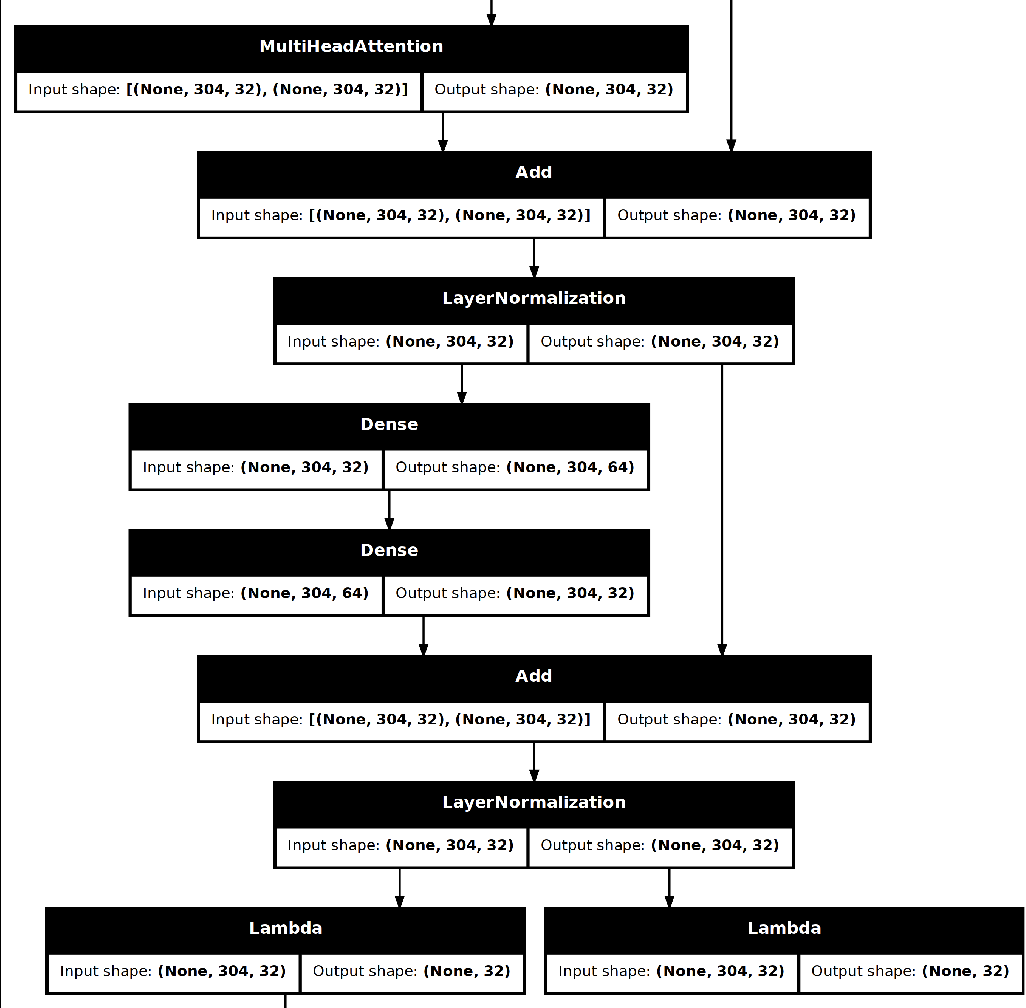 MultiHeadAttention
Input shape: [(None, 304, 32), (None, 304, 32)] Output shape: (None, 304, 32)
Add
Input shape: [(None, 304, 32), (None, 304, 32)] Output shape: (None, 304, 32)
LayerNormalization
Input shape: (None, 304, 32) Output shape: (None, 304, 32)
Dense
Input shape: (None, 304, 32) Output shape: (None, 304, 64)
Dense
Input shape: (None, 304, 64) Output shape: (None, 304, 32)
Add
Input shape: [(None, 304, 32), (None, 304, 32)] Output shape: (None, 304, 32)
LayerNormalization
Input shape: (None, 304, 32) Output shape: (None, 304, 32)
Lambda
Input shape: (None, 304, 32) Output shape: (None, 32)
Lambda
Input shape: (None, 304, 32) Output shape: (None, 32)